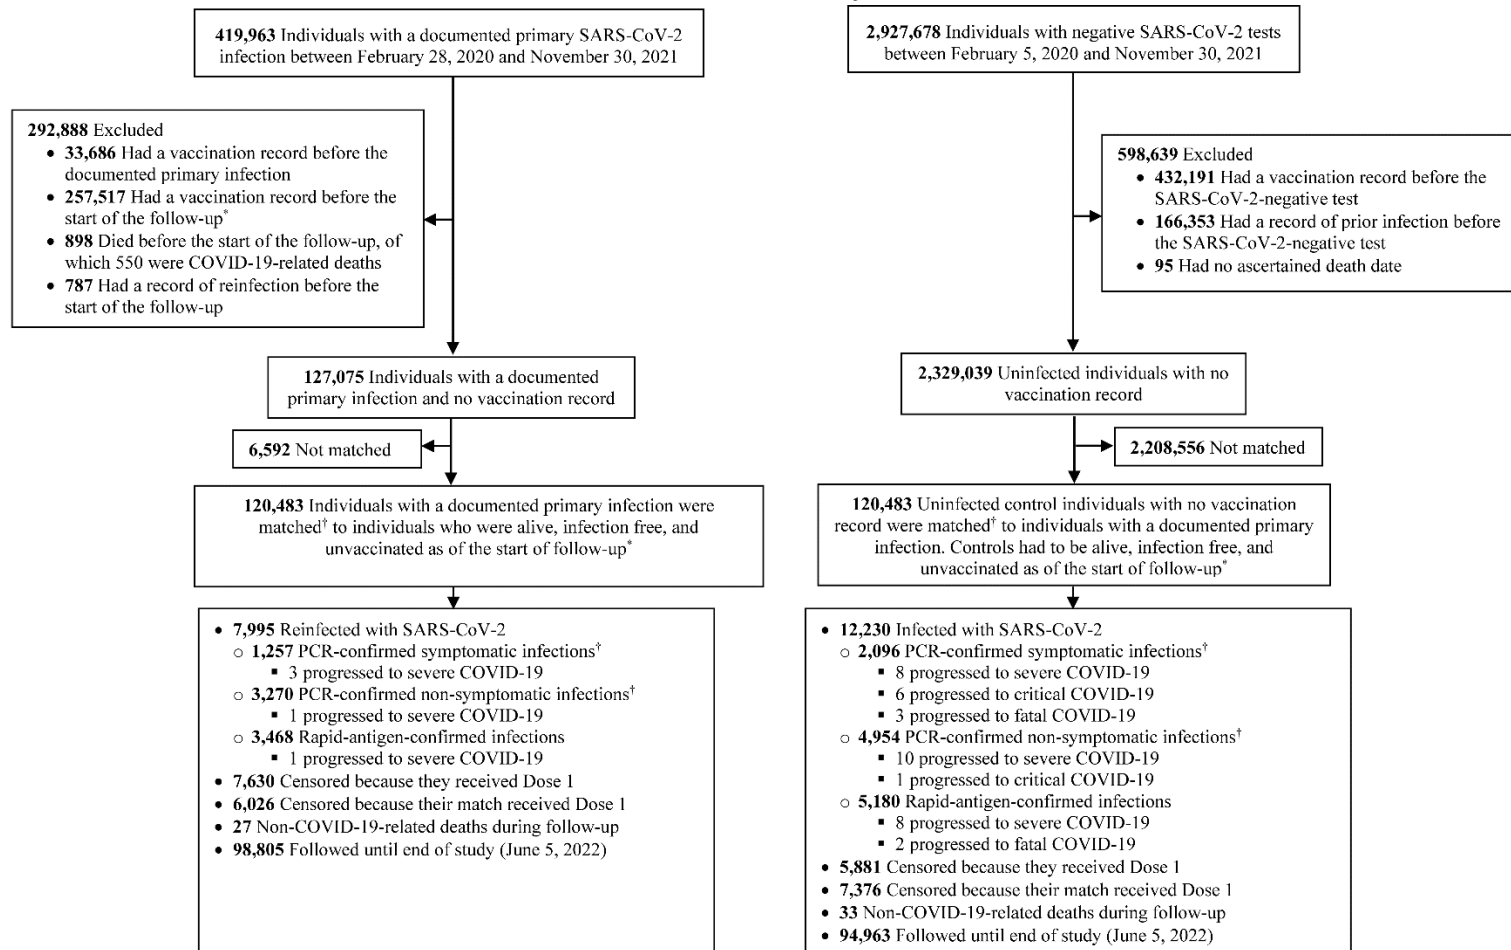 419,963 Individuals with a documented primary SARS-CoV-2
infection between February 28, 2020 and November 30, 2021
292,888 Excluded
• 33,686 Had a vaccination record before the
documented primary infection
• 257,517 Had a vaccination record before the
start of the follow-up*
• 898 Died before the start of the follow-up, of
which 550 were COVID-19-related deaths
• 787 Had a record of reinfection before the
start of the follow-up
127,075 Individuals with a documented
primary infection and no vaccination record
6,592 Not matched
120,483 Individuals with a documented primary infection were
matched† to individuals who were alive, infection free, and
unvaccinated as of the start of follow-up*
• 7,995 Reinfected with SARS-CoV-2
○ 1,257 PCR-confirmed symptomatic infections†
▪ 3 progressed to severe COVID-19
○ 3,270 PCR-confirmed non-symptomatic infections†
▪ 1 progressed to severe COVID-19
○ 3,468 Rapid-antigen-confirmed infections
▪ 1 progressed to severe COVID-19
• 7,630 Censored because they received Dose 1
• 6,026 Censored because their match received Dose 1
• 27 Non-COVID-19-related deaths during follow-up
• 98,805 Followed until end of study (June 5, 2022)
2,927,678 Individuals with negative SARS-CoV-2 tests
between February 5, 2020 and November 30, 2021
598,639 Excluded
• 432,191 Had a vaccination record before the
SARS-CoV-2-negative test
• 166,353 Had a record of prior infection before
the SARS-CoV-2-negative test
• 95 Had no ascertained death date
2,329,039 Uninfected individuals with no
vaccination record
2,208,556 Not matched
120,483 Uninfected control individuals with no vaccination
record were matched† to individuals with a documented primary
infection. Controls had to be alive, infection free, and
unvaccinated as of the start of follow-up*
• 12,230 Infected with SARS-CoV-2
○ 2,096 PCR-confirmed symptomatic infections†
▪ 8 progressed to severe COVID-19
▪ 6 progressed to critical COVID-19
▪ 3 progressed to fatal COVID-19
○ 4,954 PCR-confirmed non-symptomatic infections†
▪ 10 progressed to severe COVID-19
▪ 1 progressed to critical COVID-19
○ 5,180 Rapid-antigen-confirmed infections
▪ 8 progressed to severe COVID-19
▪ 2 progressed to fatal COVID-19
• 5,881 Censored because they received Dose 1
• 7,376 Censored because their match received Dose 1
• 33 Non-COVID-19-related deaths during follow-up
• 94,963 Followed until end of study (June 5, 2022)